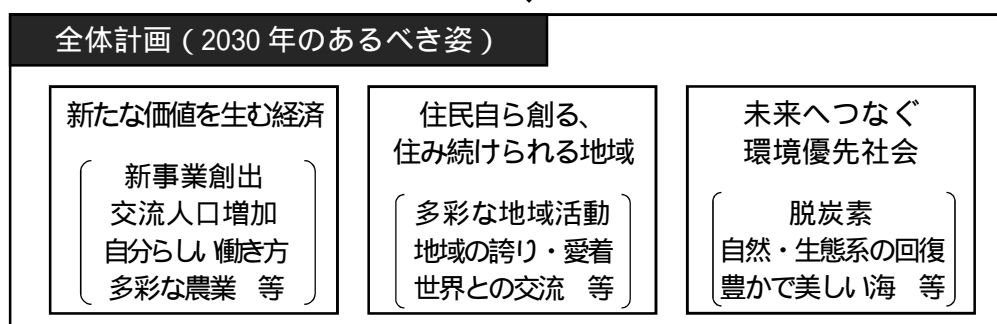 全体計画(2030年のあるべき姿)
新たな価値を生む経済
新事業創出
交流人口増加
自分らしい働き方
多彩な農業 等
住民自ら創る、
住み続けられる地域
多彩な地域活動
地域の誇り・愛着
世界との交流 等
未来へつなぐ
環境優先社会
脱炭素
自然・生態系の回復
豊かで美しい海 等